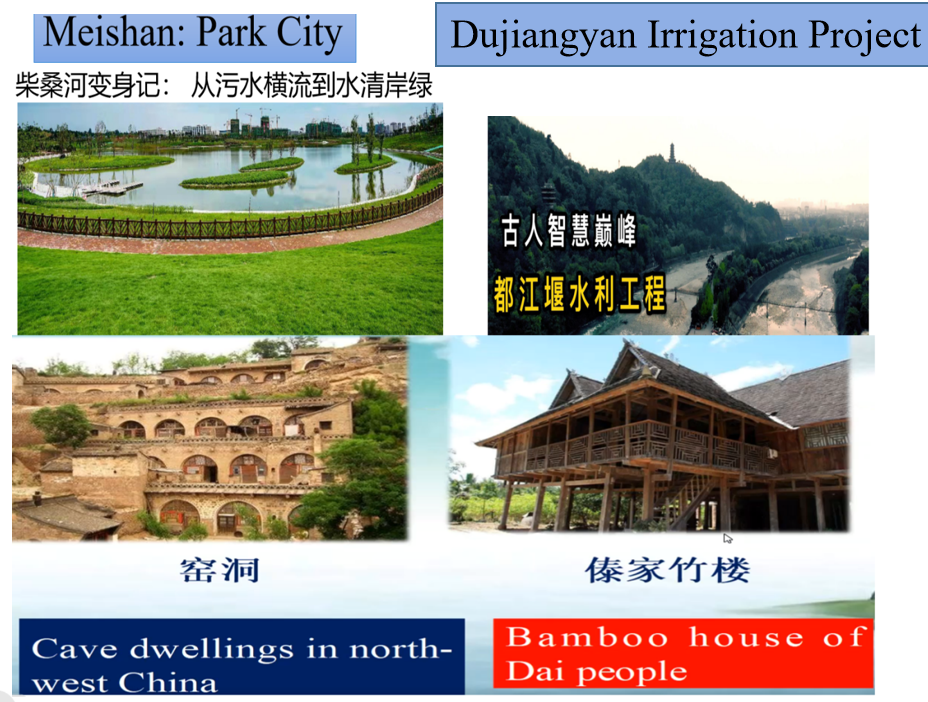 Meishan: Park City
Dujiangyan Irrigation Project
柴桑河变身记： 从污水横流到水清岸绿
古人智慧巅峰
都江堰水利工程
窑洞
傣家竹楼
Cave dwellings in north-
west China
Bamboo house of
Dai people